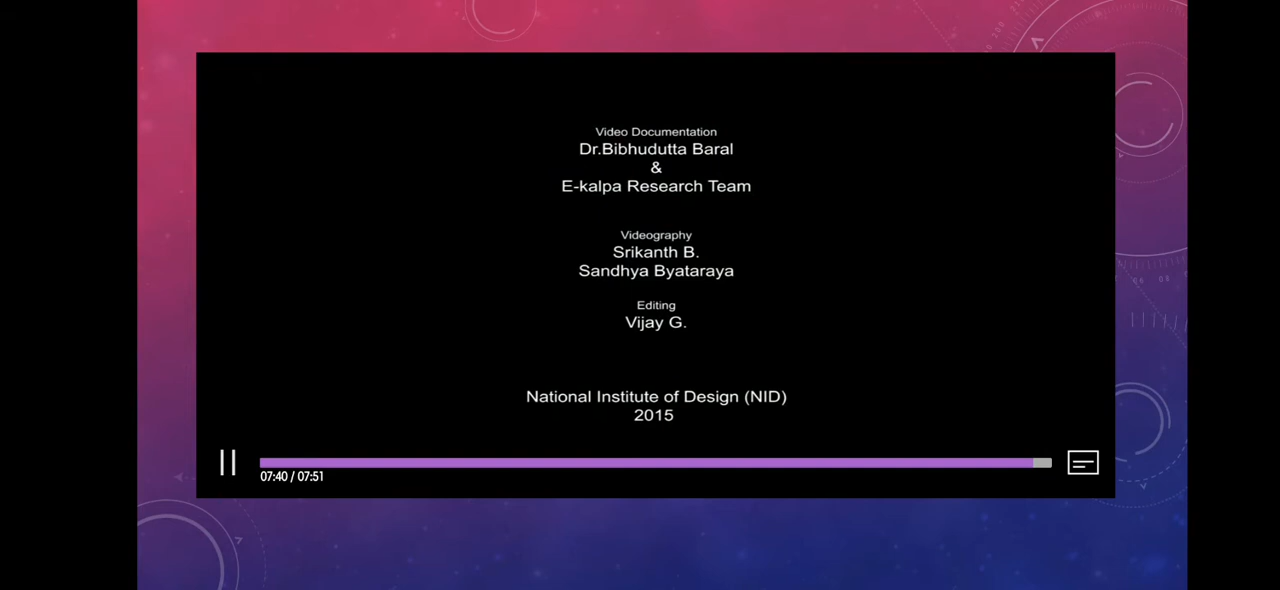 Video Documentation
Dr.Bibhudutta Baral
&
E-kalpa Research Team
Videography
Srikanth B.
Sandhya Byataraya
Editing
Vijay G.
National Institute of Design (NID)
2015
07:40 / 07:51